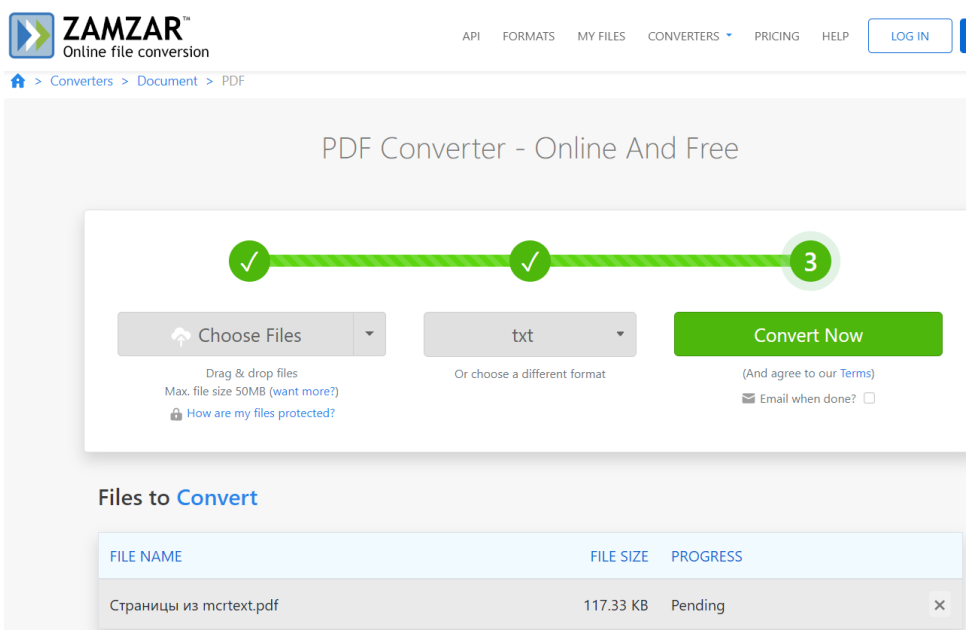 ZAMZAR™
Online file conversion
API FORMATS MY FILES CONVERTERS PRICING HELP LOG IN
> Converters > Document > PDF
PDF Converter - Online And Free
3
Choose Files
txt
Convert Now
Drag & drop files
Or choose a different format
(And agree to our Terms)
Max. file size 50MB (want more?)
Email when done?
How are my files protected?
Files to Convert
FILE NAME FILE SIZE PROGRESS
Страницы из mcrtext.pdf 117.33 KB Pending ×